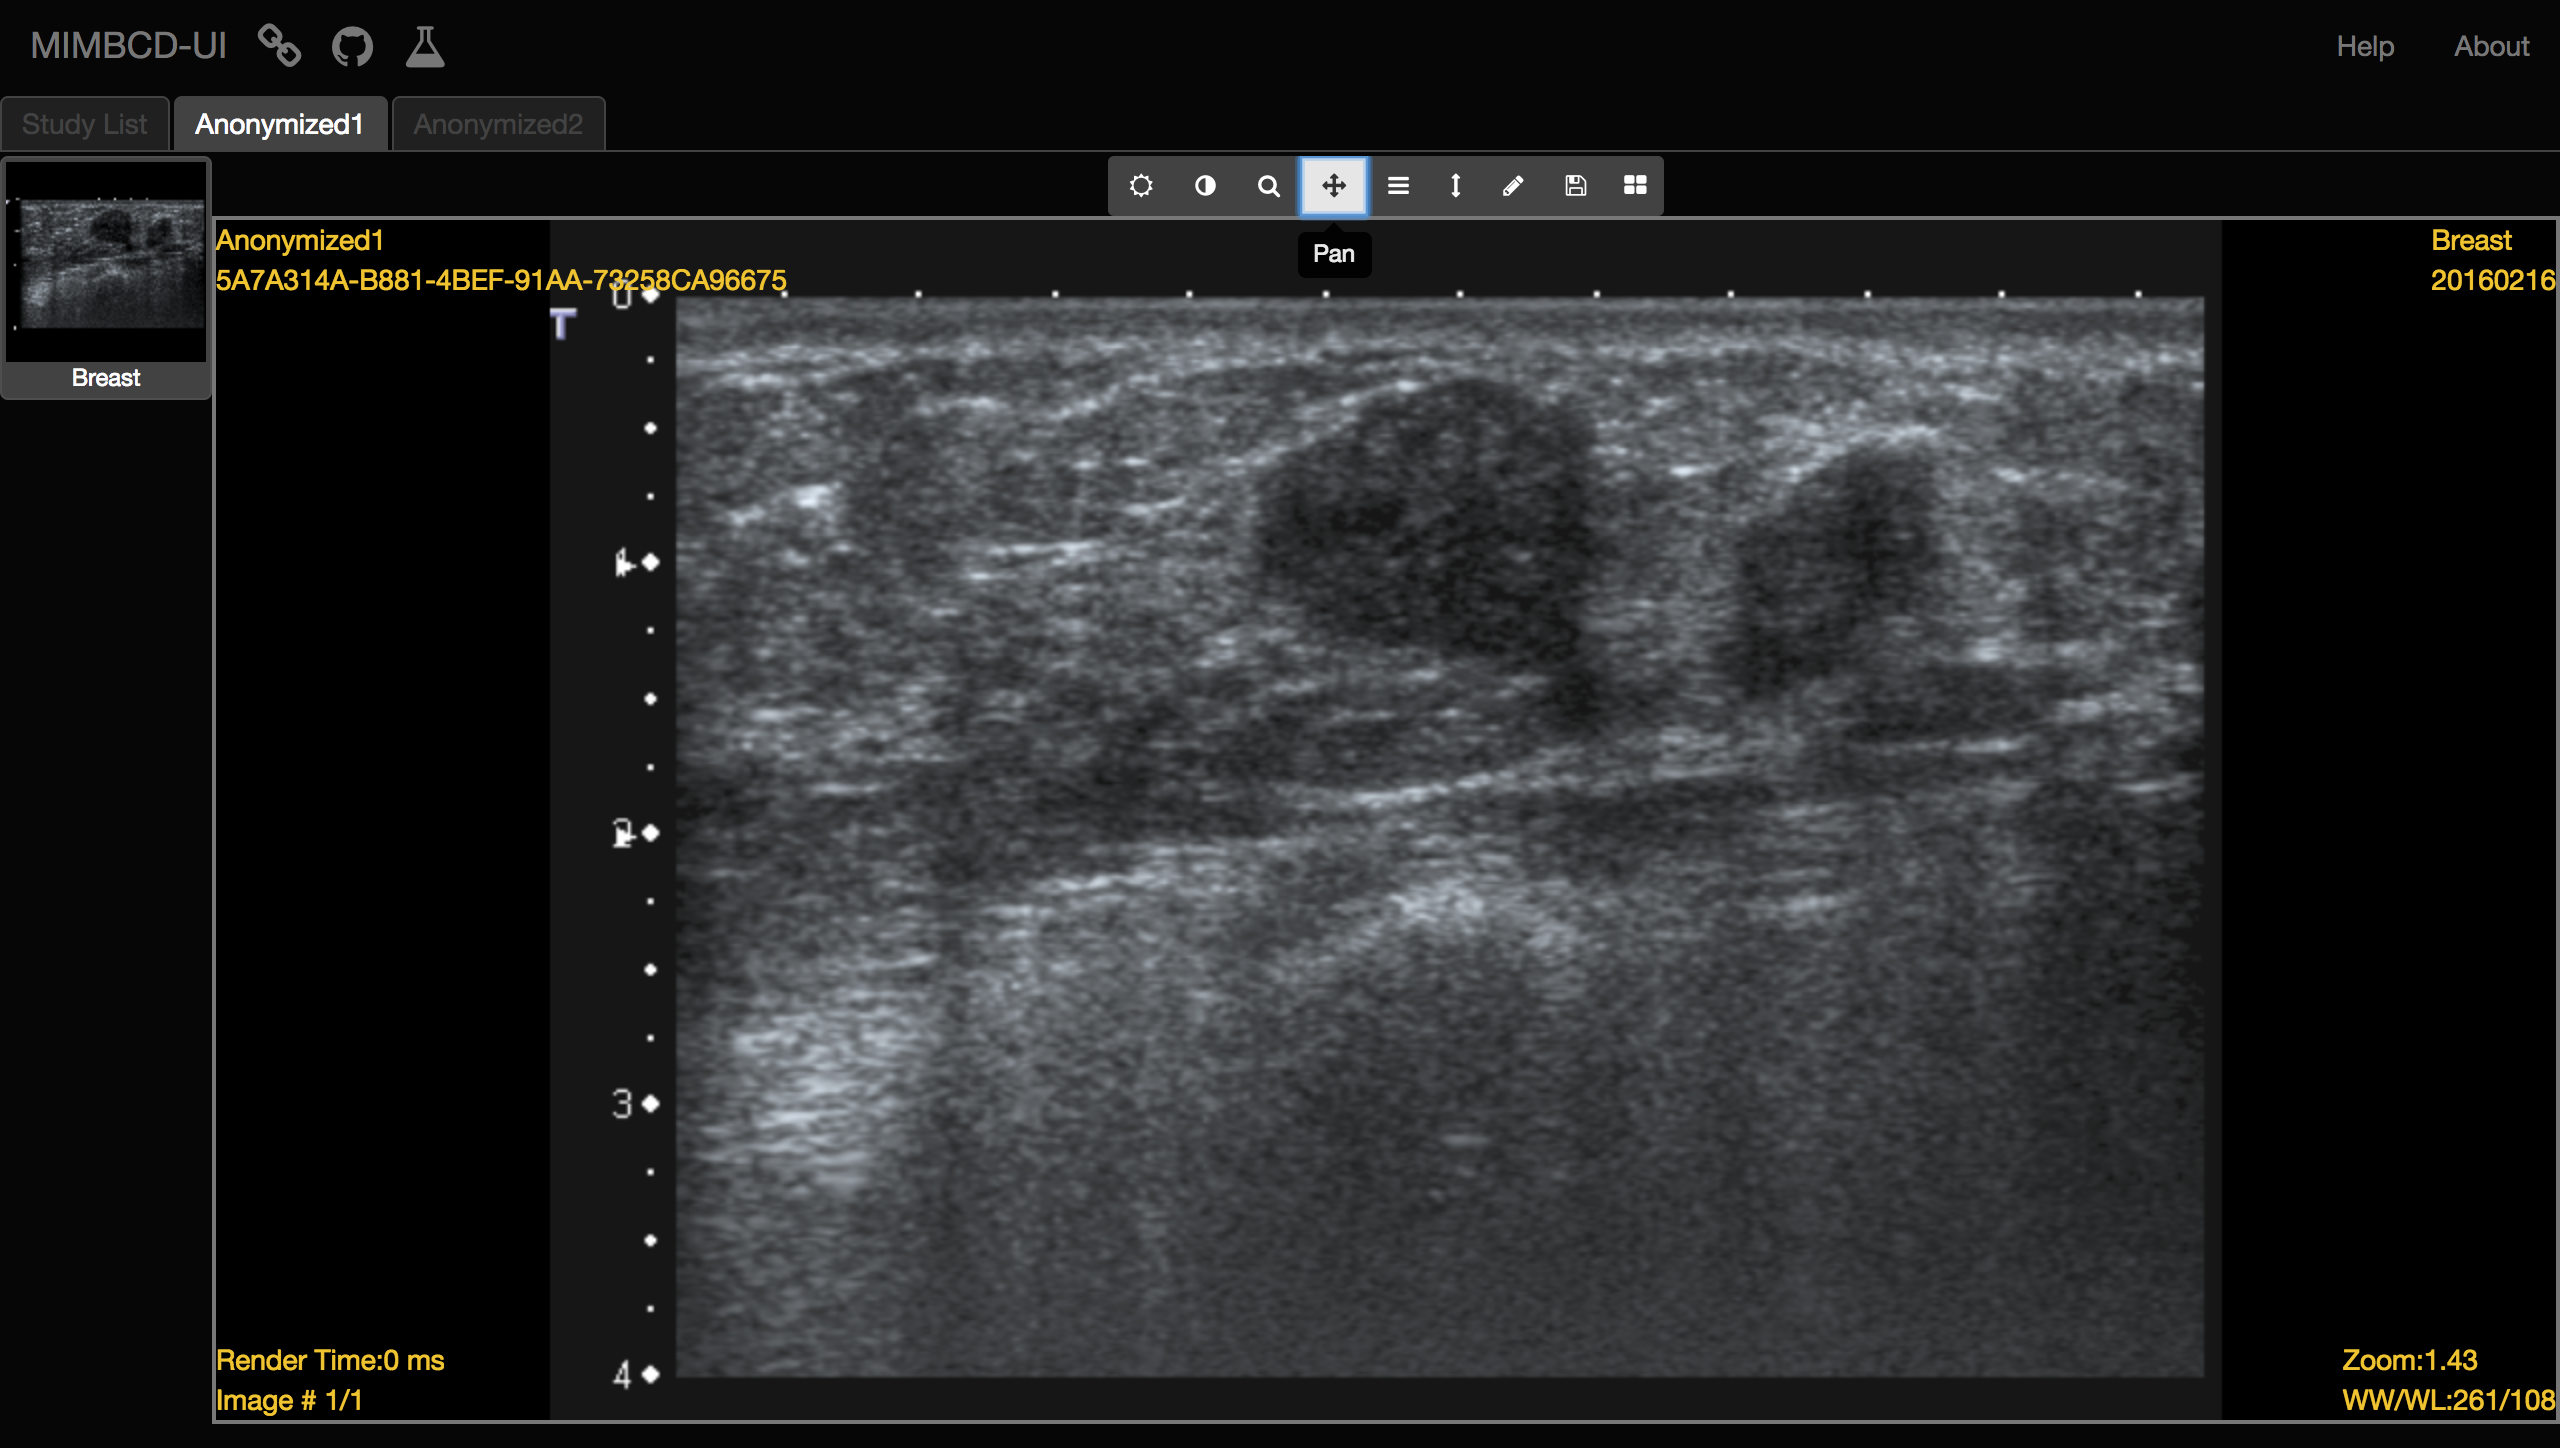 MIMBCD-UI
Help
About
Study List
Anonymized1
Anonymized2
Breast
Pan
Anonymized1
5A7A314A-B881-4BEF-91AA-73258CA96675
Breast
20160216
T
0
1
2
3
4
Render Time:0 ms
Image # 1/1
Zoom:1.43
WW/WL:261/108